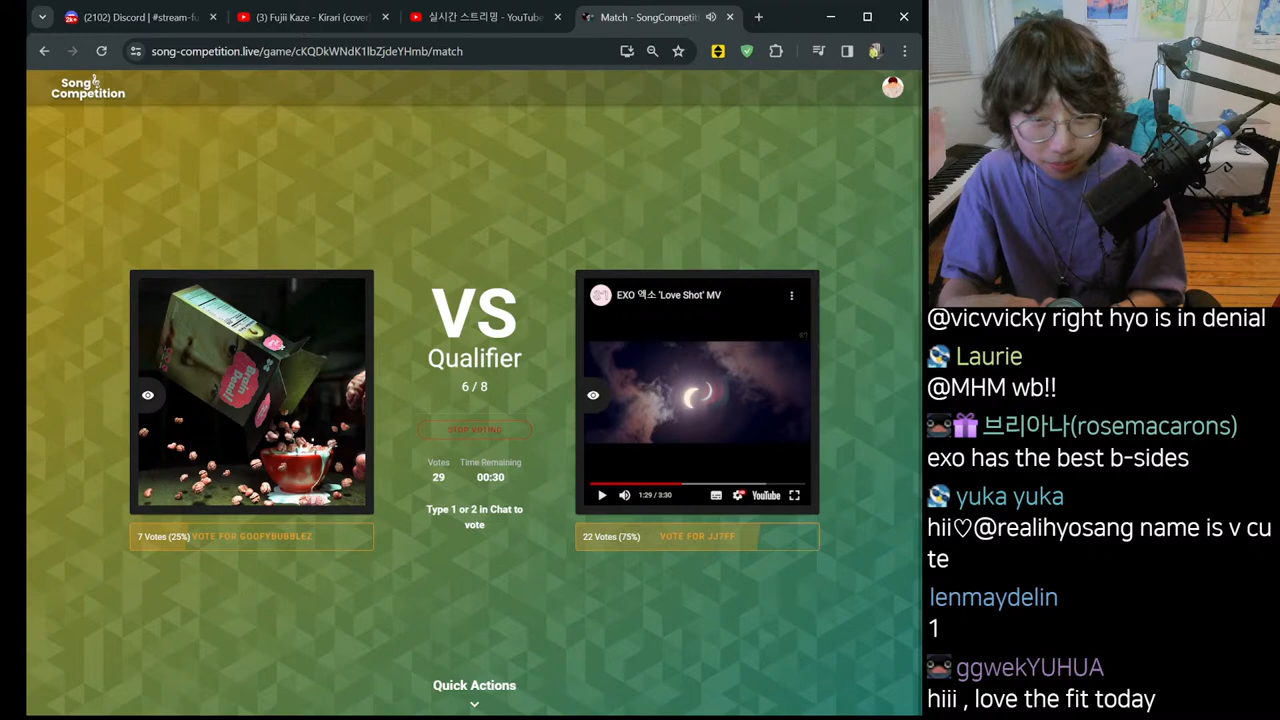 (2102) Discord | #stream-fu
(3) Fujii Kaze - Kirari (cover)
실시간 스트리밍 - YouTube
Match - SongCompetit
song-competition.live/game/cKQDkWNdK1lbZjdeYHmb/match
Song
Competition
Brain
Dead!
VS
Qualifier
6 / 8
STOP VOTING
Votes
Time Remaining
29
00:30
Type 1 or 2 in Chat to
vote
EXO 엑소 'Love Shot' MV
1:29 / 3:30
YouTube
7 Votes (25%)
VOTE FOR GOOFYBUBBLEZ
22 Votes (75%)
VOTE FOR JJ7FF
Quick Actions
@vicvvicky right hyo is in denial
Laurie
@MHM wb!!
브리아나(rosemacarons)
exo has the best b-sides
yuka yuka
hii♡@realihyosang name is v cu
te
lenmaydelin
1
ggwekYUHUA
hiii , love the fit today